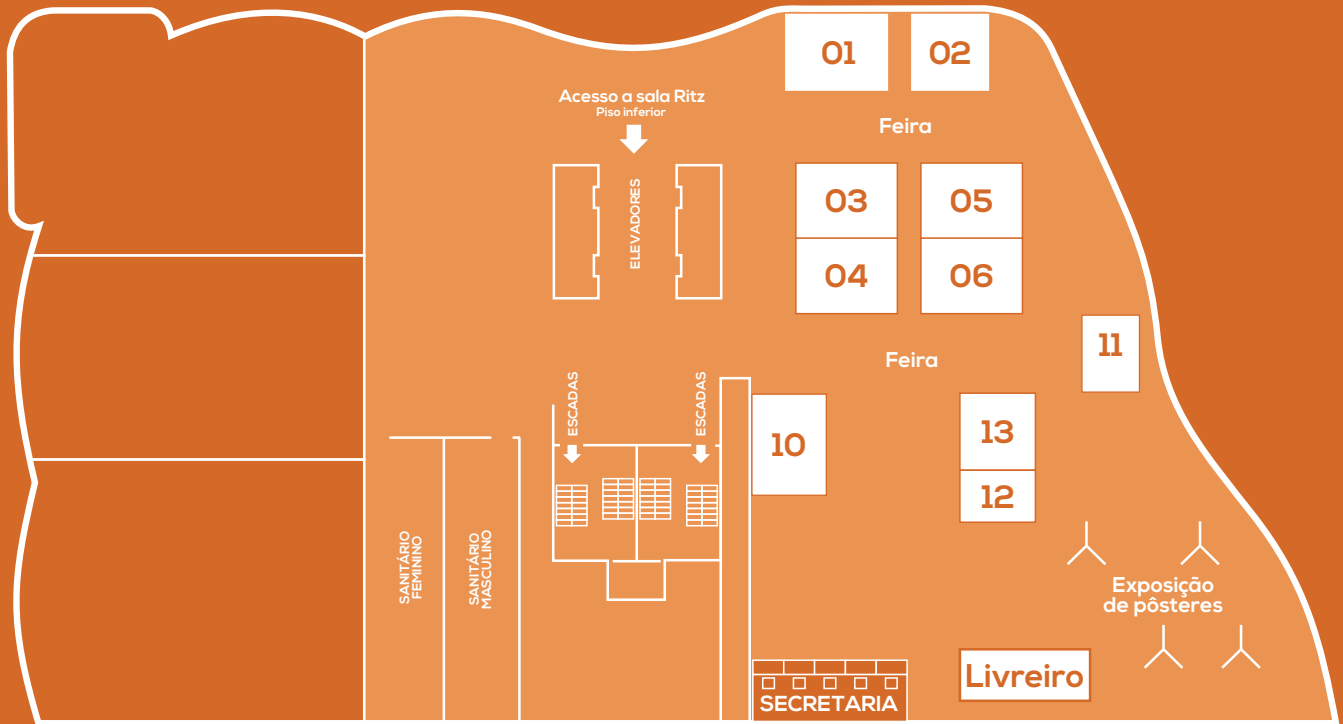 01
02
Acesso a sala Ritz
Piso inferior
Feira
ELEVADORES
03
05
04
06
11
Feira
ESCADAS
ESCADAS
10
13
12
SANITÁRIO
FEMININO
SANITÁRIO
MASCULINO
Exposição
de pôsteres
Livreiro
SECRETARIA